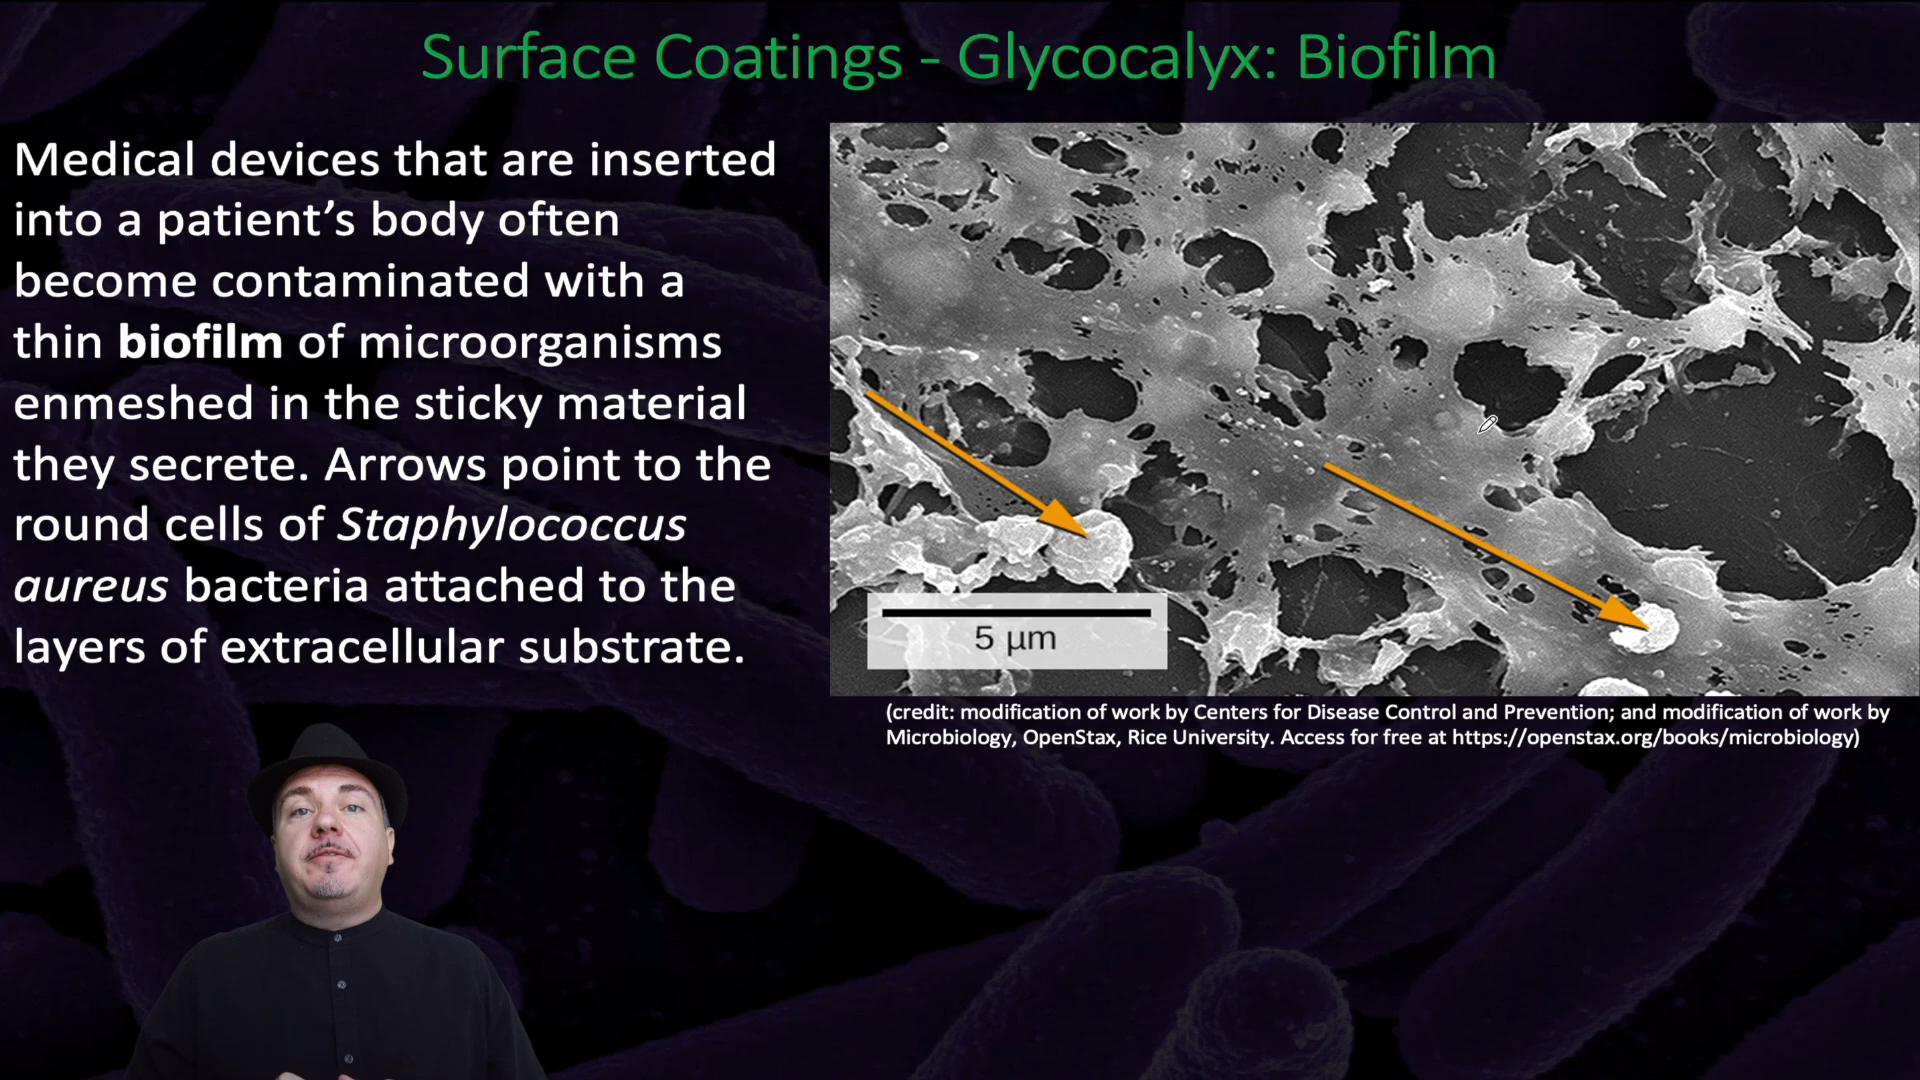 Surface Coatings - Glycocalyx: Biofilm
Medical devices that are inserted
into a patient’s body often
become contaminated with a
thin biofilm of microorganisms
enmeshed in the sticky material
they secrete. Arrows point to the
round cells of Staphylococcus
aureus bacteria attached to the
layers of extracellular substrate.
5 µm
(credit: modification of work by Centers for Disease Control and Prevention; and modification of work by
Microbiology, OpenStax, Rice University. Access for free at https://openstax.org/books/microbiology)